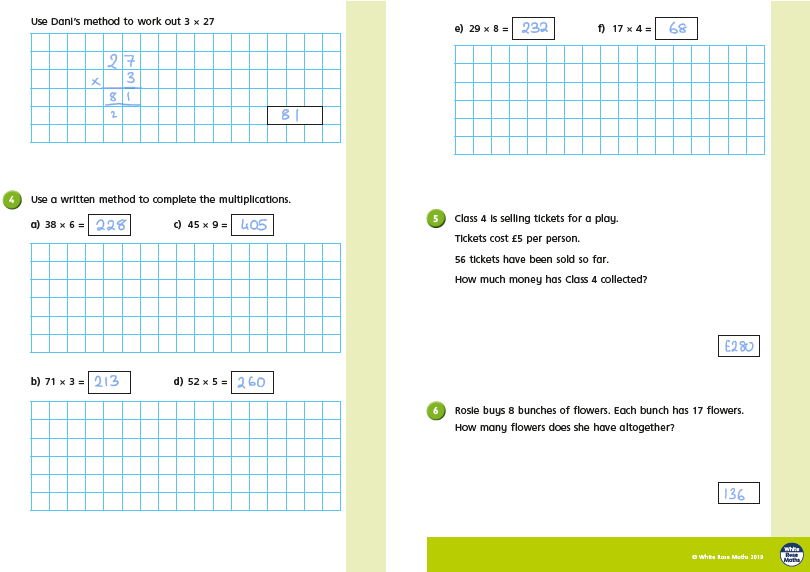 Use Dani's method to work out 3 × 27
27
× 3
81
2
81
4 Use a written method to complete the multiplications.
a) 38 × 6 = 228 c) 45 × 9 = 405
b) 71 × 3 = 213 d) 52 × 5 = 260
e) 29 × 8 = 232 f) 17 × 4 = 68
5 Class 4 is selling tickets for a play.
Tickets cost £5 per person.
56 tickets have been sold so far.
How much money has Class 4 collected?
£280
6 Rosie buys 8 bunches of flowers. Each bunch has 17 flowers.
How many flowers does she have altogether?
136
© White Rose Maths 2019
White
Rose
Maths